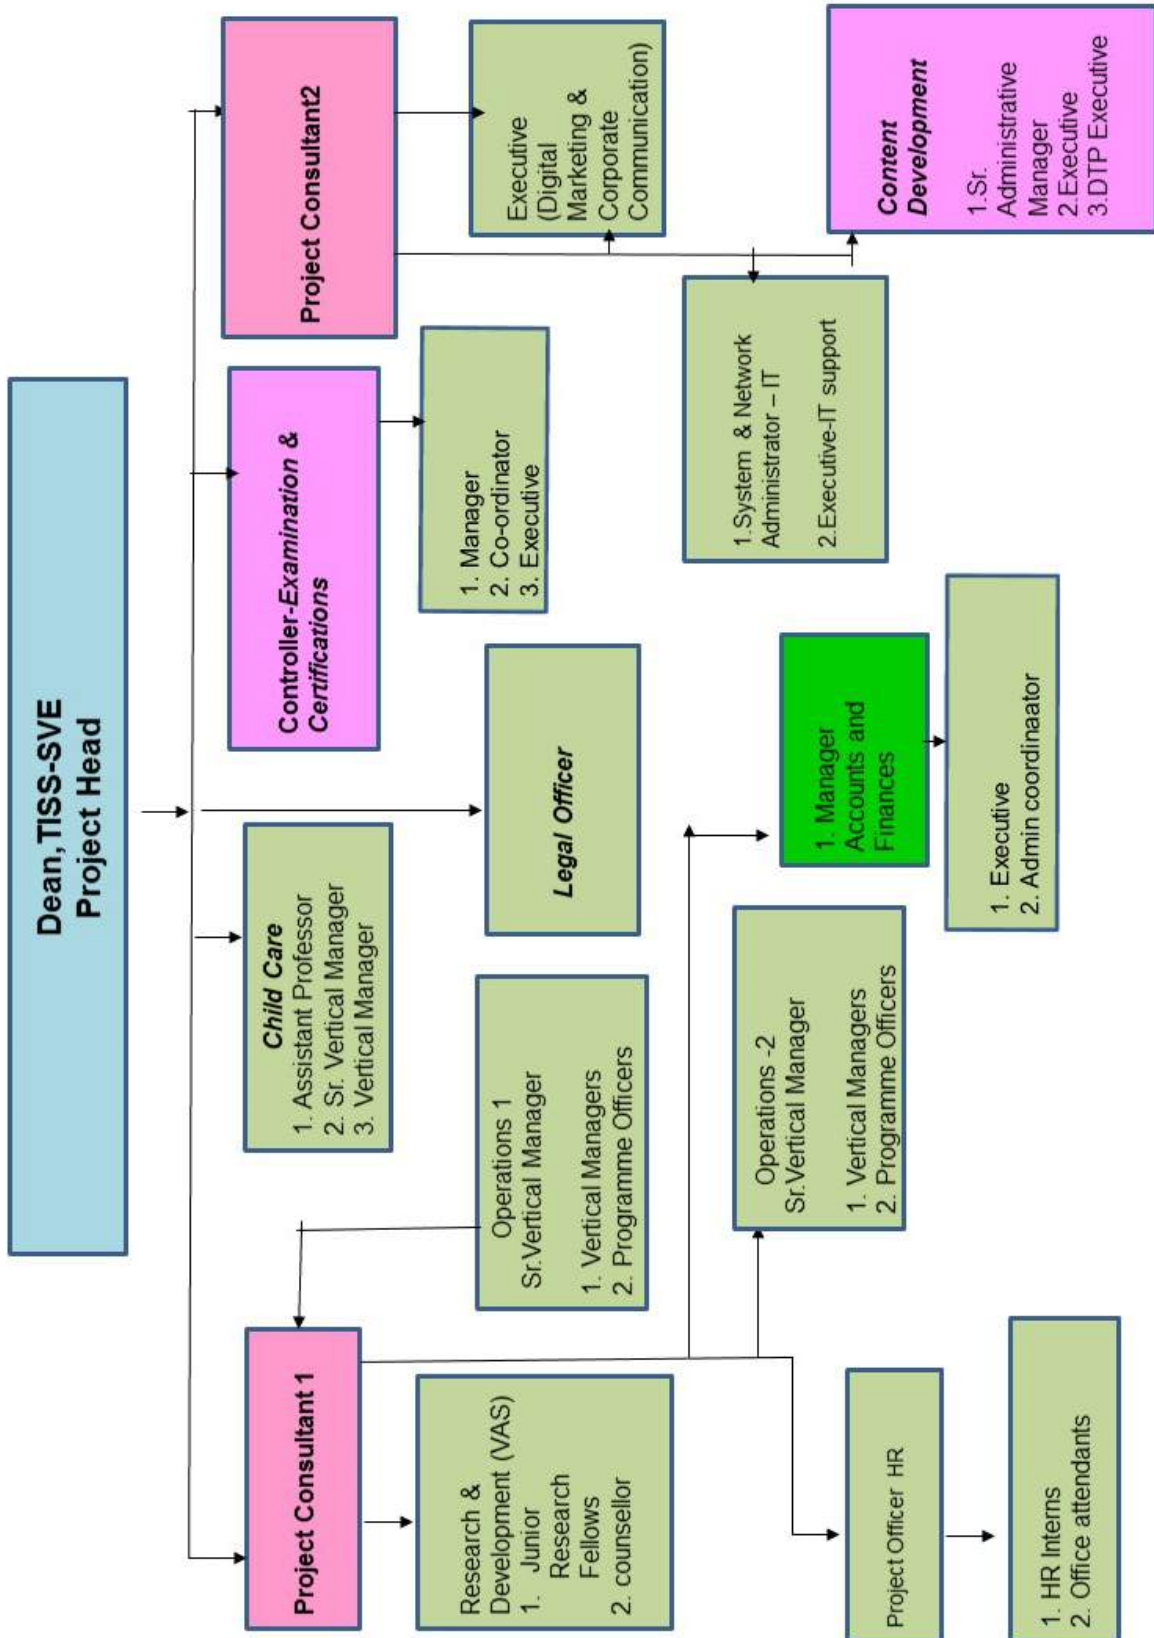 Dean,TISS-SVE
Project Head
Project Consultant 1
Child Care
1. Assistant Professor
2. Sr. Vertical Manager
3. Vertical Manager
Controller-Examination &
Certifications
Project Consultant2
Research &
Development (VAS)
1. Junior
Research
Fellows
2. counsellor
Operations 1
Sr.Vertical Manager
1. Vertical Managers
2. Programme Officers
Legal Officer
1. Manager
2. Co-ordinator
3. Executive
Executive
(Digital
Marketing &
Corporate
Communication)
Operations -2
Sr.Vertical Manager
1. Vertical Managers
2. Programme Officers
1. Manager
Accounts and
Finances
1.System & Network
Administrator – IT
2.Executive-IT support
Content
Development
1.Sr.
Administrative
Manager
2.Executive
3.DTP Executive
Project Officer HR
1. Executive
2. Admin coordinaator
1. HR Interns
2. Office attendants